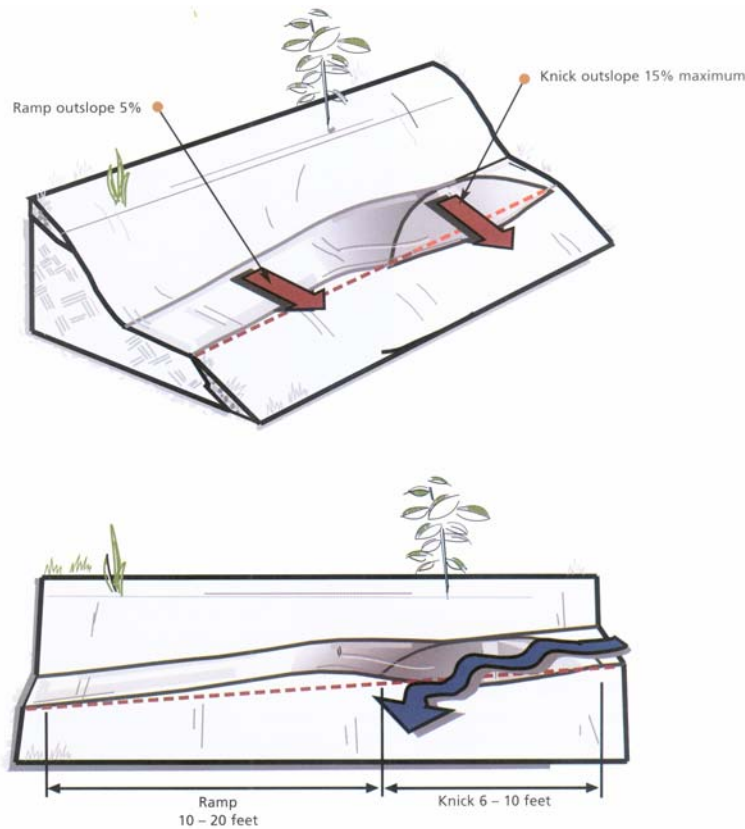 Ramp outslope 5%
Knick outslope 15% maximum
Ramp
10 – 20 feet
Knick 6 – 10 feet